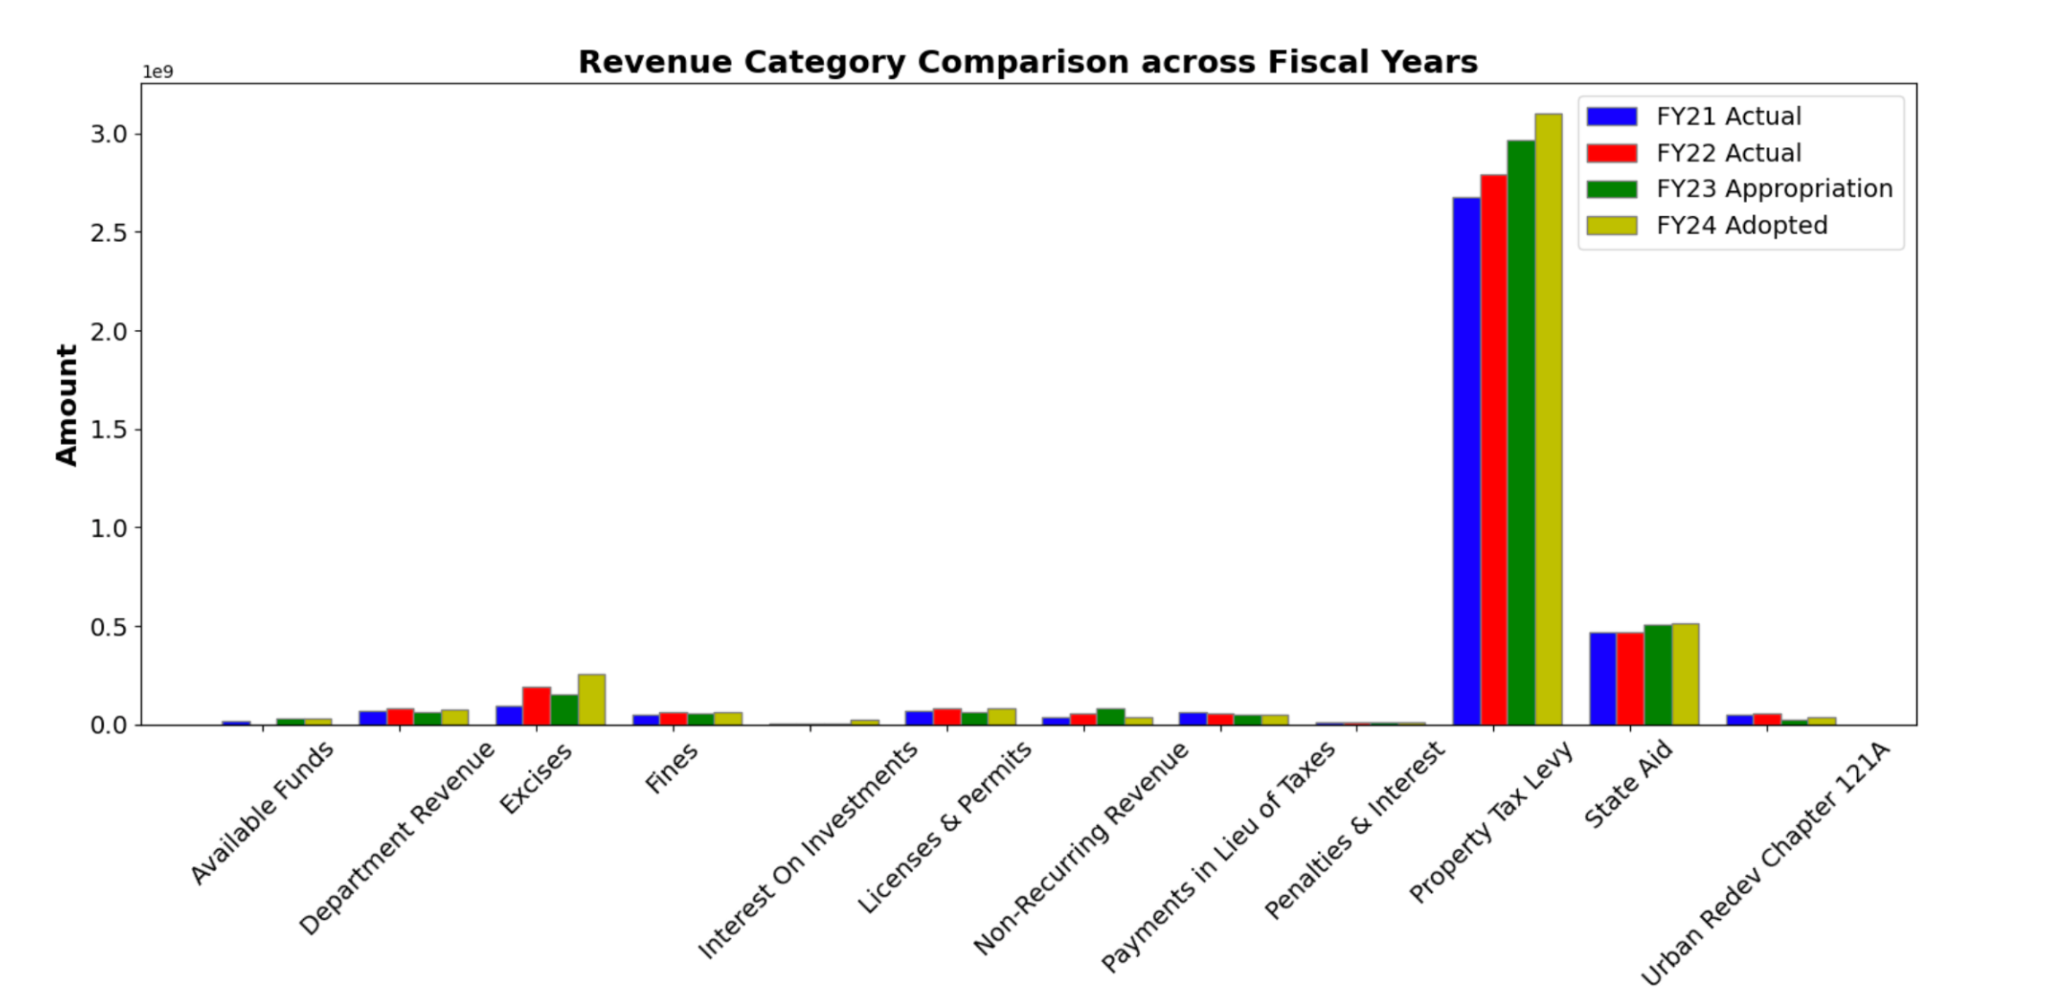 Revenue Category Comparison across Fiscal Years
1e9
3.0
2.5
2.0
1.5
1.0
0.5
0.0
Amount
FY21 Actual
FY22 Actual
FY23 Appropriation
FY24 Adopted
Available Funds
Department Revenue
Excises
Fines
Interest On Investments
Licenses & Permits
Non-Recurring Revenue
Payments in Lieu of Taxes
Penalties & Interest
Property Tax Levy
State Aid
Urban Redev Chapter 121A